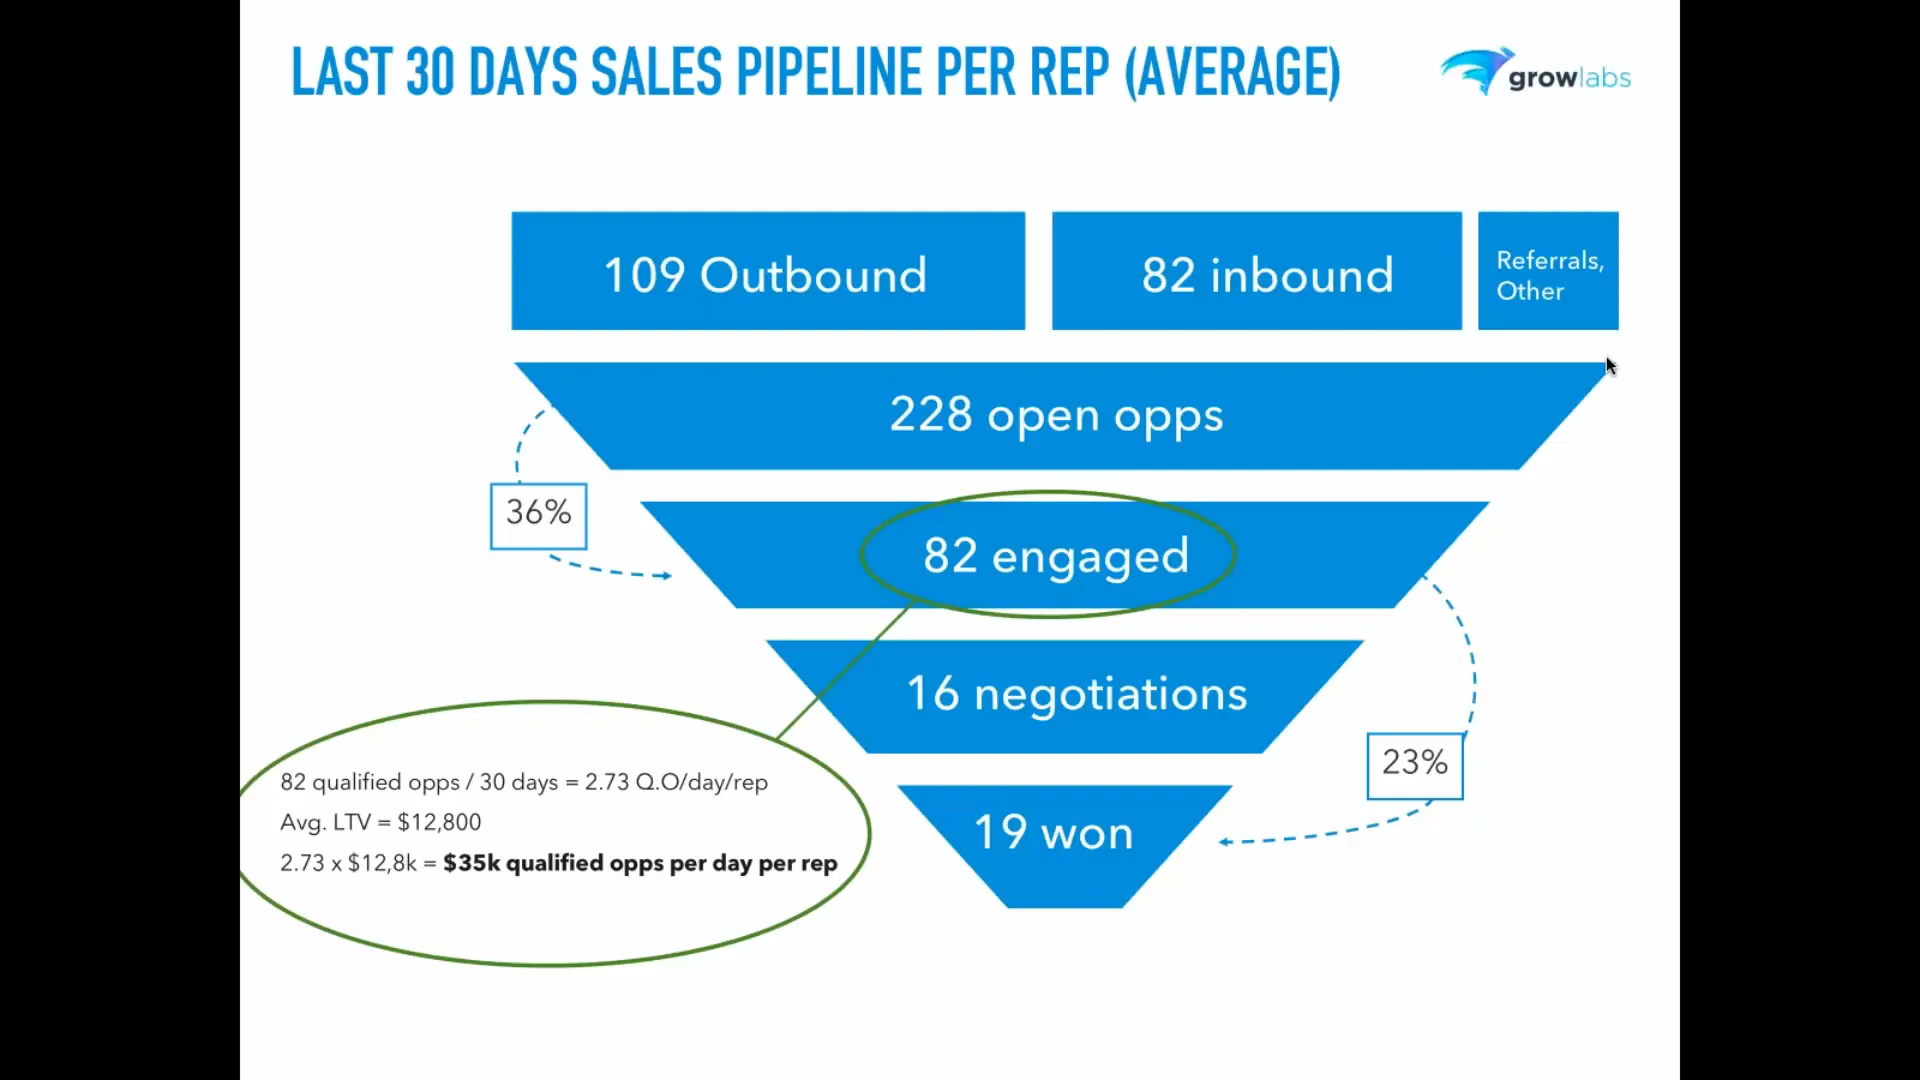 LAST 30 DAYS SALES PIPELINE PER REP (AVERAGE)
growlabs
109 Outbound
82 inbound
Referrals,
Other
228 open opps
36%
82 engaged
16 negotiations
23%
19 won
82 qualified opps / 30 days = 2.73 Q.O/day/rep
Avg. LTV = $12,800
2.73 x $12,8k = $35k qualified opps per day per rep